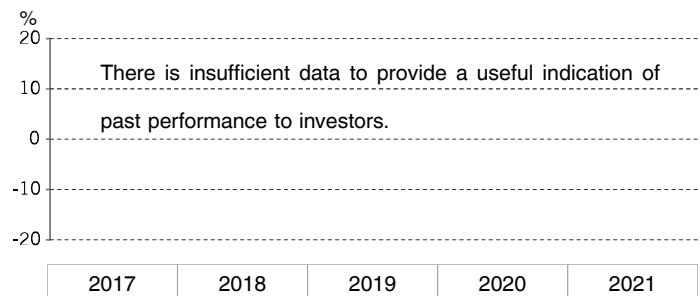 %
20
There is insufficient data to provide a useful indication of
10
past performance to investors.
0
-10
-20
2017 2018 2019 2020 2021